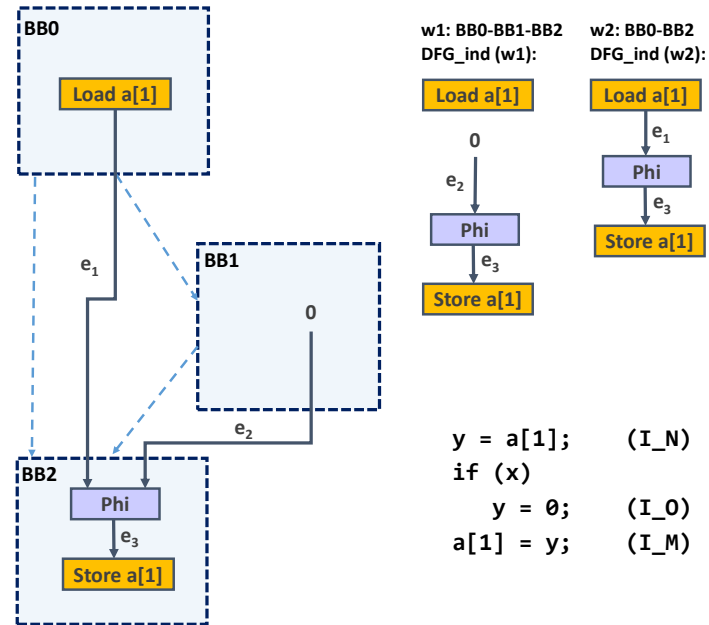 BB0
Load a[1]
e1
BB1
0
e2
BB2
Phi
e3
Store a[1]
w1: BB0-BB1-BB2
DFG_ind (w1):
Load a[1]
0
e2
Phi
e3
Store a[1]
w2: BB0-BB2
DFG_ind (w2):
Load a[1]
e1
Phi
e3
Store a[1]
y = a[1]; (I_N)
if (x)
y = 0; (I_O)
a[1] = y; (I_M)